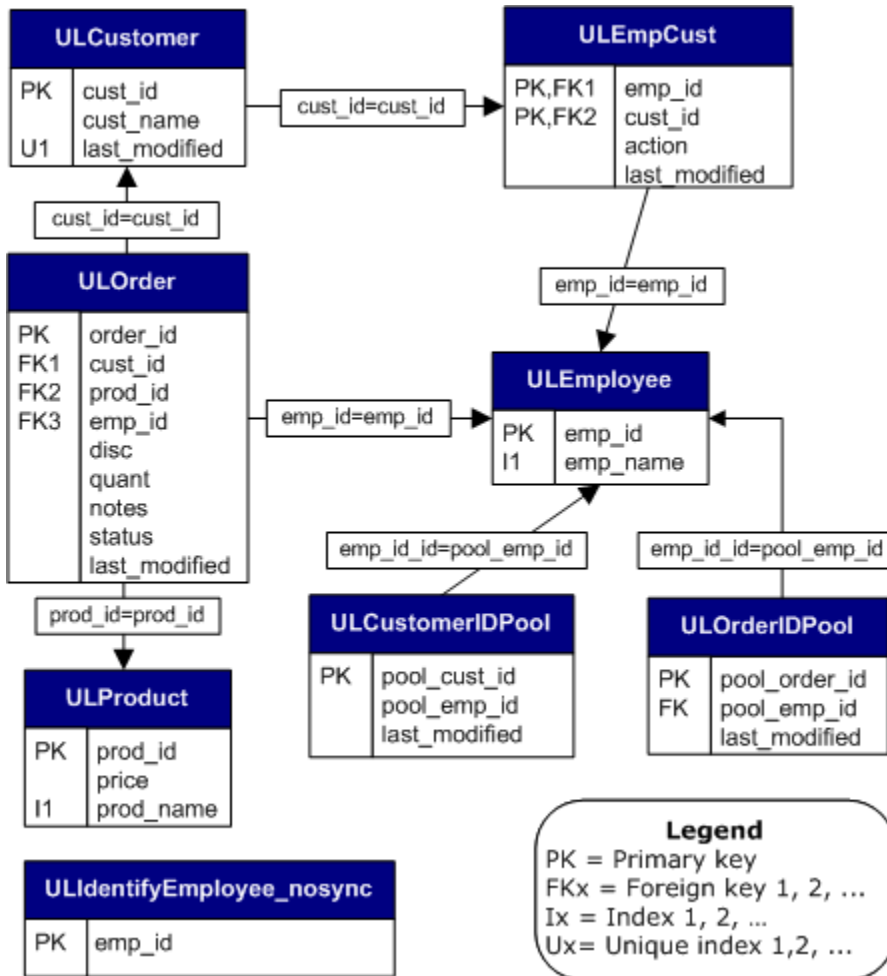 ULCustomer
PK cust_id
cust_name
U1 last_modified
cust_id=cust_id
ULEmpCust
PK,FK1 emp_id
PK,FK2 cust_id
action
last_modified
cust_id=cust_id
emp_id=emp_id
ULOrder
PK order_id
FK1 cust_id
FK2 prod_id
FK3 emp_id
disc
quant
notes
status
last_modified
emp_id=emp_id
ULEmployee
PK emp_id
I1 emp_name
emp_id_id=pool_emp_id
emp_id_id=pool_emp_id
prod_id=prod_id
ULCustomerIDPool
PK pool_cust_id
pool_emp_id
last_modified
ULOrderIDPool
PK pool_order_id
FK pool_emp_id
last_modified
ULProduct
PK prod_id
price
I1 prod_name
ULIdentifyEmployee_nosync
PK emp_id
Legend
PK = Primary key
FKx = Foreign key 1, 2, ...
Ix = Index 1, 2, ...
Ux= Unique index 1,2, ...